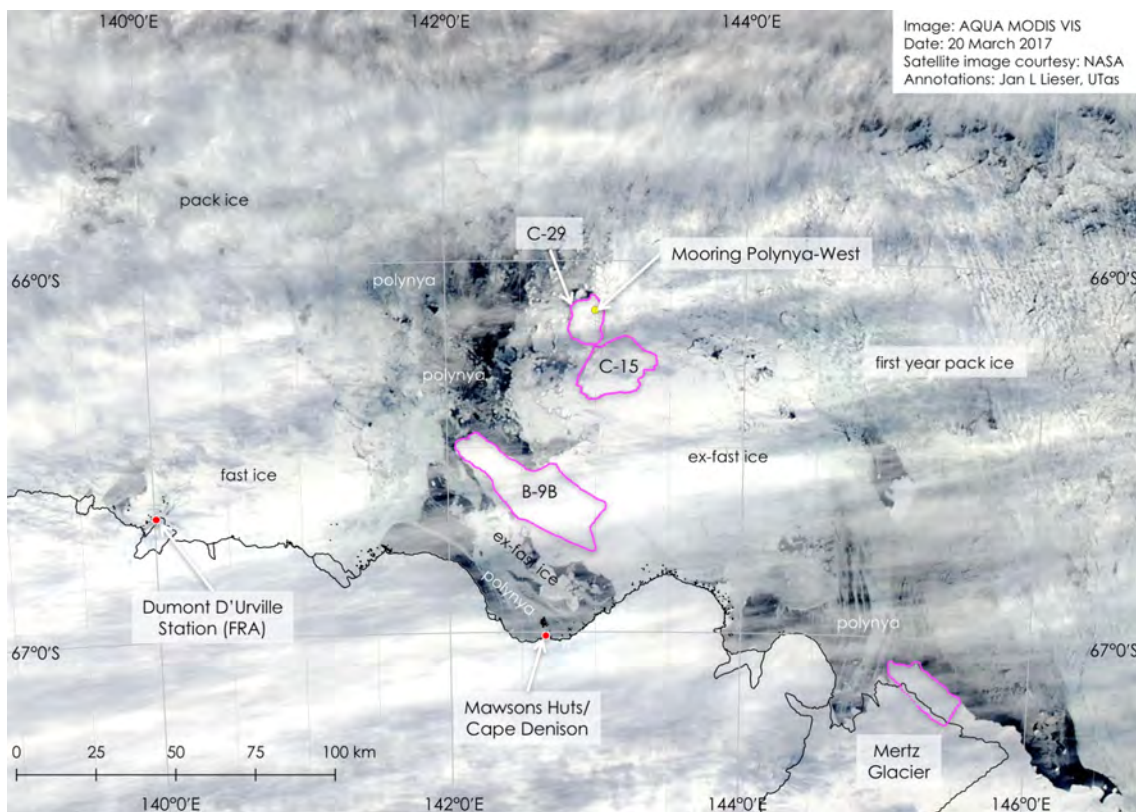 140°0'E
142°0'E
144°0'E
Image: AQUA MODIS VIS
Date: 20 March 2017
Satellite image courtesy: NASA
Annotations: Jan L Lieser, UTas
pack ice
C-29
Mooring Polynya-West
66°0'S
polynya
66°0'S
polynya
C-15
first year pack ice
fast ice
B-9B
ex-fast ice
ex-fast ice
polynya
Dumont D'Urville
Station (FRA)
polynya
67°0'S
67°0'S
Mawsons Huts/
Cape Denison
Mertz
Glacier
0 25 50 75 100 km
140°0'E
142°0'E
144°0'E
146°0'E